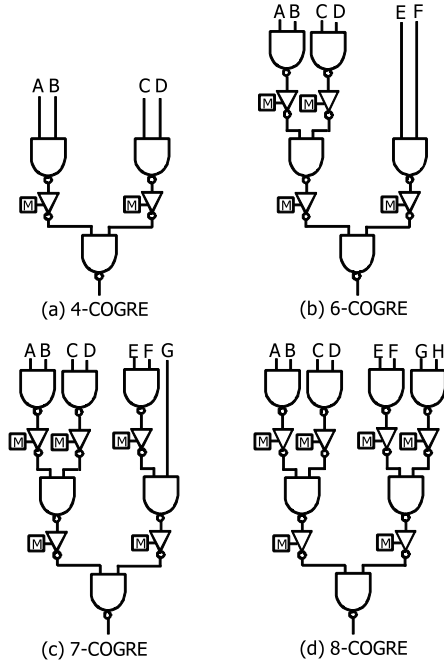 A B C D E F
A B C D
M M
M M M M
(a) 4-COGRE (b) 6-COGRE
A B C D E F G A B C D E F G H
M M M M M M M
M M M M
(c) 7-COGRE (d) 8-COGRE